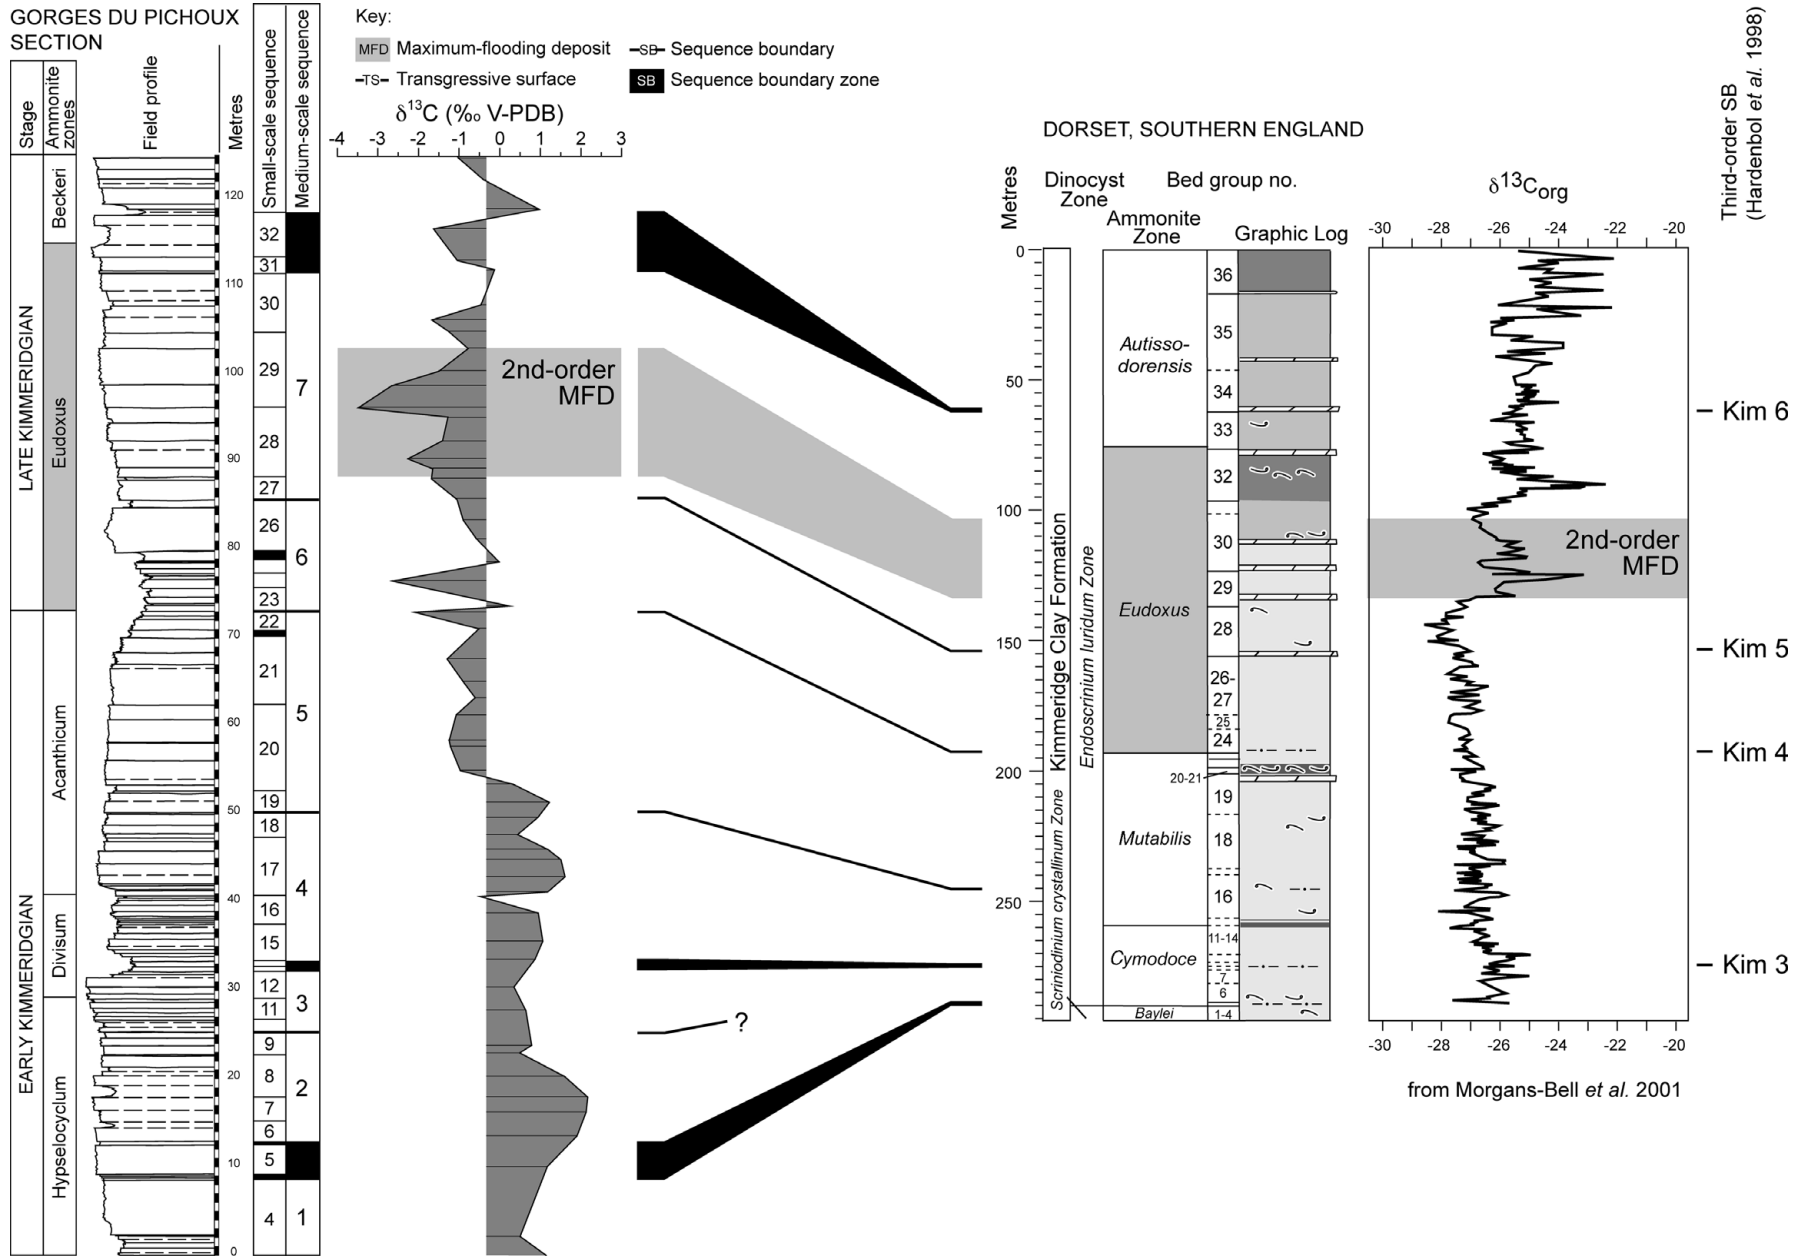 GORGES DU PICHOUX
SECTION
Stage
Ammonite
zones
Field profile
Metres
Small-scale sequence
Medium-scale sequence
Key:
MFD Maximum-flooding deposit
SB Sequence boundary
TS Transgressive surface
SB Sequence boundary zone
δ13C (‰ V-PDB)
-4 -3 -2 -1 0 1 2 3
LATE KIMMERIDGIAN
EARLY KIMMERIDGIAN
Beckeri
Eudoxus
Acanthicum
Divisum
Hypselocyclum
120
110
100
90
80
70
60
50
40
30
20
10
0
32
31
30
29
28
27
26
23
22
21
20
19
18
17
16
15
12
11
9
8
7
6
5
4
7
6
5
4
3
2
1
2nd-order
MFD
?
DORSET, SOUTHERN ENGLAND
Metres
Dinocyst
Zone
Bed group no.
Ammonite
Zone
Graphic Log
0
50
100
150
200
250
Kimmeridge Clay Formation
Endoscrinium luridum Zone
Scriniodinium crystallinum Zone
Autisso-
dorensis
Eudoxus
Mutabilis
Cymodoce
Baylei
36
35
34
33
32
30
29
28
26-
27
25
24
20-21
19
18
16
11-14
7
6
1-4
δ13Corg
-30 -28 -26 -24 -22 -20
2nd-order
MFD
-30 -28 -26 -24 -22 -20
from Morgans-Bell et al. 2001
Third-order SB
(Hardenbol et al. 1998)
Kim 6
Kim 5
Kim 4
Kim 3